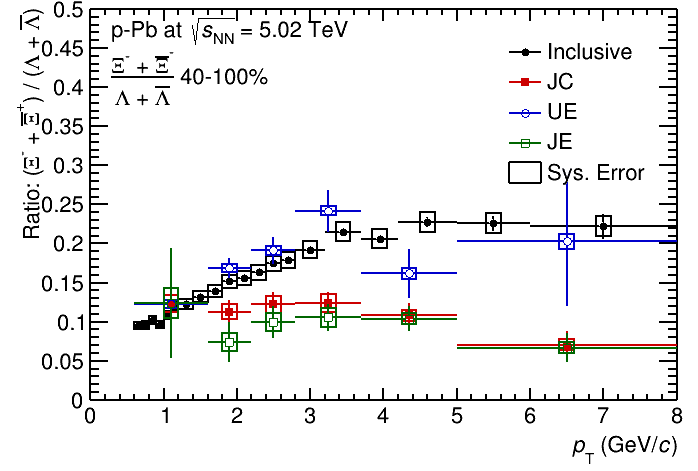 p-Pb at √s_NN = 5.02 TeV
Ξ⁻ + Ξ̅⁻
Λ + Λ̅
40-100%
Inclusive
JC
UE
JE
Sys. Error
Ratio: (Ξ⁻ + Ξ̅⁺) / (Λ + Λ̅)
0.5
0.45
0.4
0.35
0.3
0.25
0.2
0.15
0.1
0.05
0
0 1 2 3 4 5 6 7 8
p_T (GeV/c)